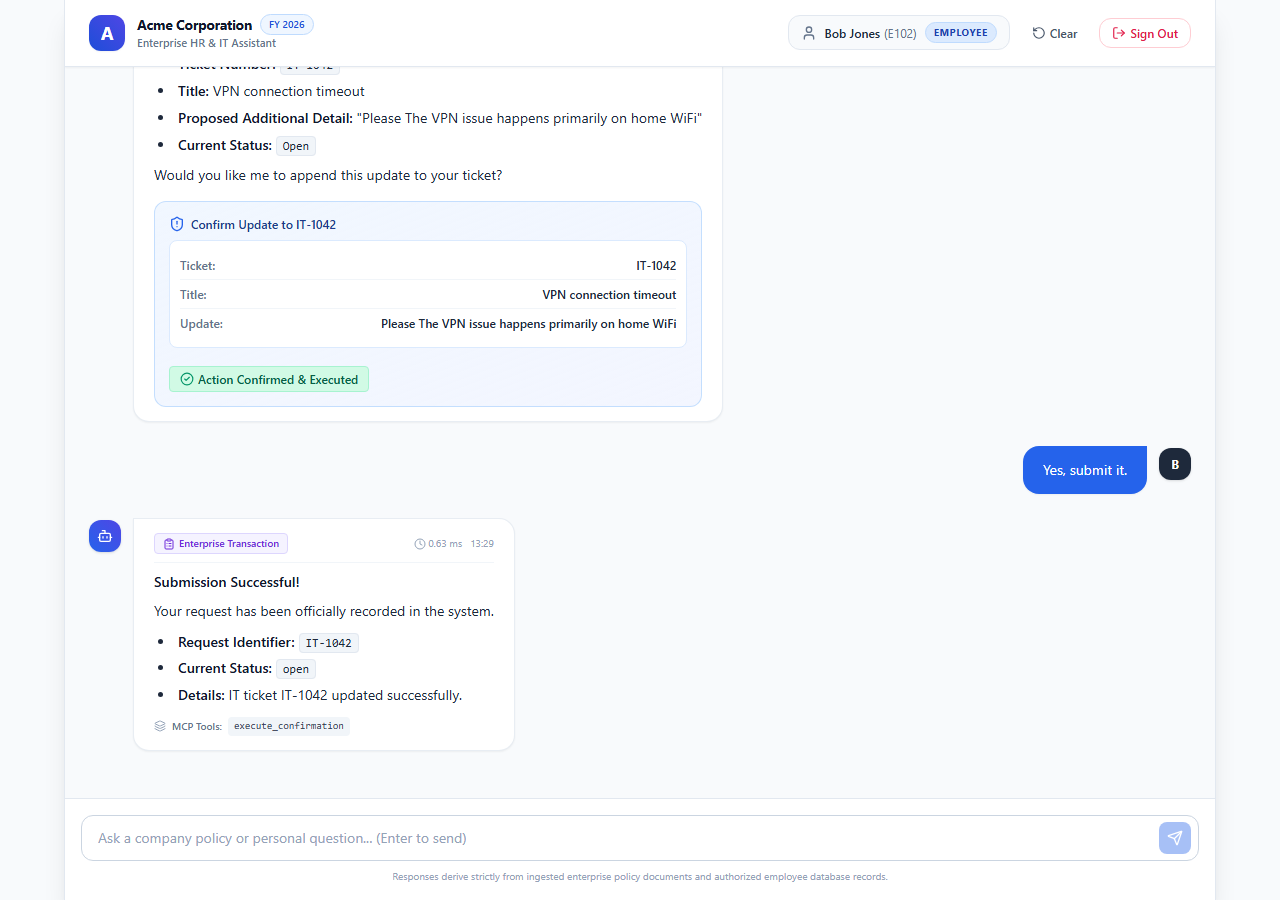 A
Acme Corporation FY 2026
Enterprise HR & IT Assistant
Bob Jones (E102) EMPLOYEE
Clear
Sign Out
Ticket Number: IT-1042
Title: VPN connection timeout
Proposed Additional Detail: "Please The VPN issue happens primarily on home WiFi"
Current Status: Open
Would you like me to append this update to your ticket?
Confirm Update to IT-1042
Ticket: IT-1042
Title: VPN connection timeout
Update: Please The VPN issue happens primarily on home WiFi
Action Confirmed & Executed
Yes, submit it.
B
Enterprise Transaction 0.63 ms 13:29
Submission Successful!
Your request has been officially recorded in the system.
Request Identifier: IT-1042
Current Status: open
Details: IT ticket IT-1042 updated successfully.
MCP Tools: execute_confirmation
Ask a company policy or personal question... (Enter to send)
Responses derive strictly from ingested enterprise policy documents and authorized employee database records.